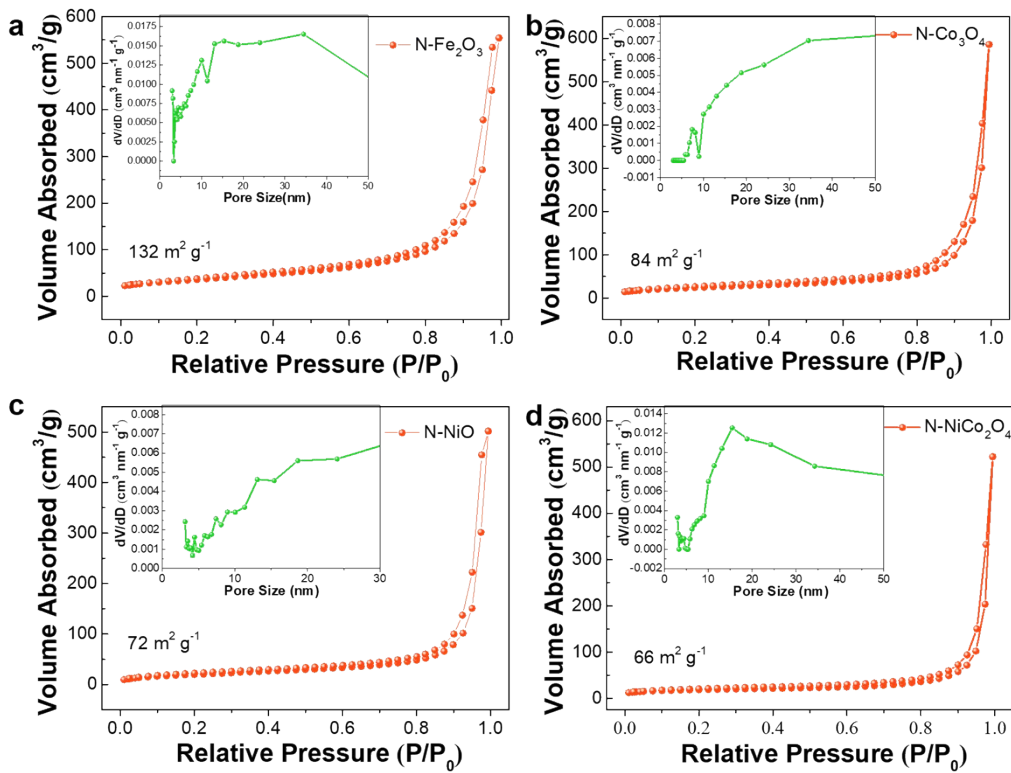 a
600
500
400
300
200
100
0
Volume Absorbed (cm³/g)
0.0 0.2 0.4 0.6 0.8 1.0
Relative Pressure (P/P₀)
N-Fe₂O₃
132 m² g⁻¹
0.0175
0.0150
0.0125
0.0100
0.0075
0.0050
0.0025
0.0000
dV/dD (cm³ nm⁻¹ g⁻¹)
0 10 20 30 40 50
Pore Size(nm)
b
600
500
400
300
200
100
0
Volume Absorbed (cm³/g)
0.0 0.2 0.4 0.6 0.8 1.0
Relative Pressure (P/P₀)
N-Co₃O₄
84 m² g⁻¹
0.008
0.007
0.006
0.005
0.004
0.003
0.002
0.001
0.000
-0.001
dV/dD (cm³ nm⁻¹ g⁻¹)
0 10 20 30 40 50
Pore Size (nm)
c
500
400
300
200
100
0
Volume Absorbed (cm³/g)
0.0 0.2 0.4 0.6 0.8 1.0
Relative Pressure (P/P₀)
N-NiO
72 m² g⁻¹
0.008
0.007
0.006
0.005
0.004
0.003
0.002
0.001
0.000
dV/dD (cm³ nm⁻¹ g⁻¹)
0 10 20 30
Pore Size (nm)
d
600
500
400
300
200
100
0
Volume Absorbed (cm³/g)
0.0 0.2 0.4 0.6 0.8 1.0
Relative Pressure (P/P₀)
N-NiCo₂O₄
66 m² g⁻¹
0.014
0.012
0.010
0.008
0.006
0.004
0.002
0.000
-0.002
dV/dD (cm³ nm⁻¹ g⁻¹)
0 10 20 30 40 50
Pore Size (nm)